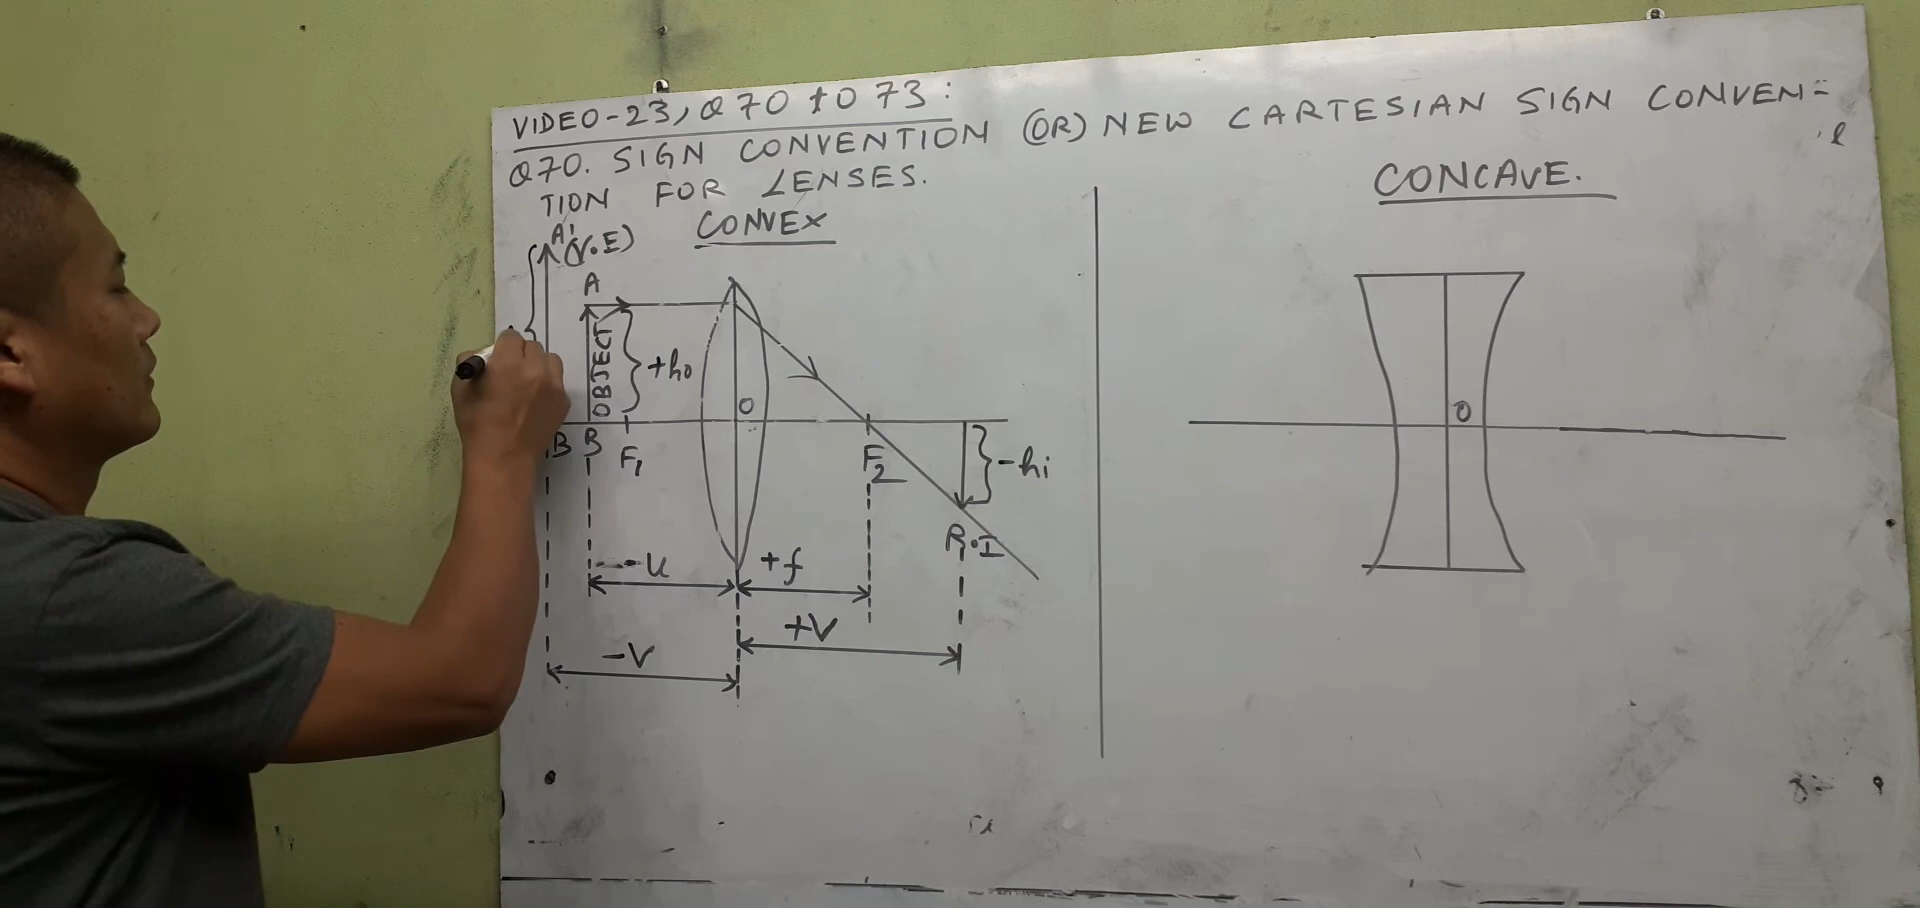 VIDEO-23, Q70 to 73:
Q70. SIGN CONVENTION (OR) NEW CARTESIAN SIGN CONVEN=
TION FOR LENSES.
CONVEX
CONCAVE.
A' (V.E)
A
OBJECT
+ho
O
B B F1
F2
-hi
R.I
-u
+f
+V
-V
O